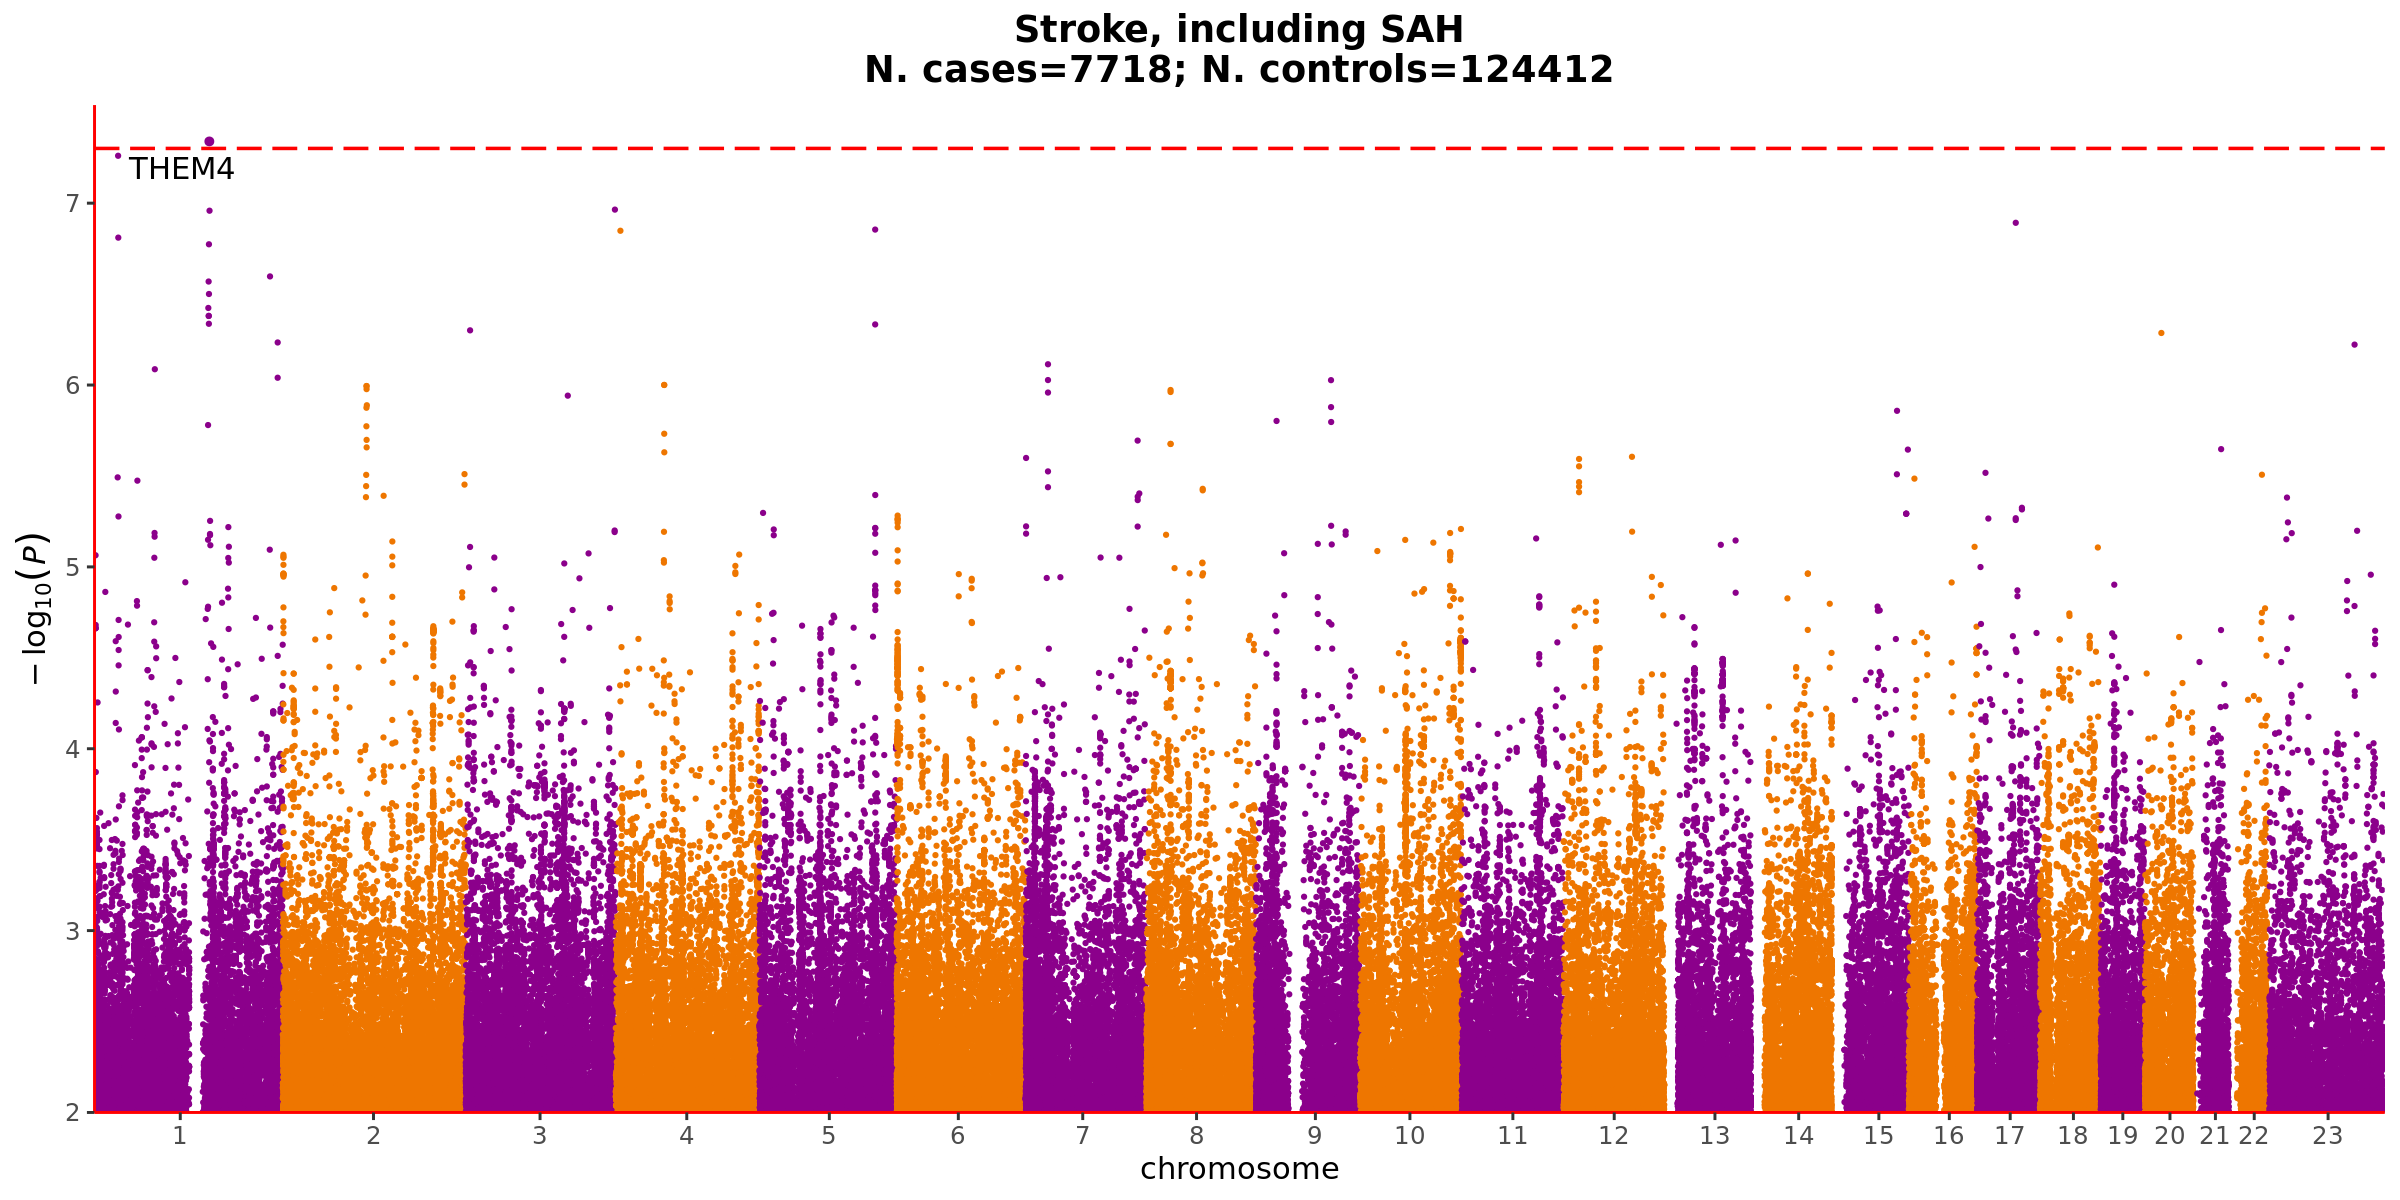 Stroke, including SAH
N. cases=7718; N. controls=124412
THEM4
7
6
5
4
3
2
− log₁₀(P)
1 2 3 4 5 6 7 8 9 10 11 12 13 14 15 16 17 18 19 20 21 22 23
chromosome